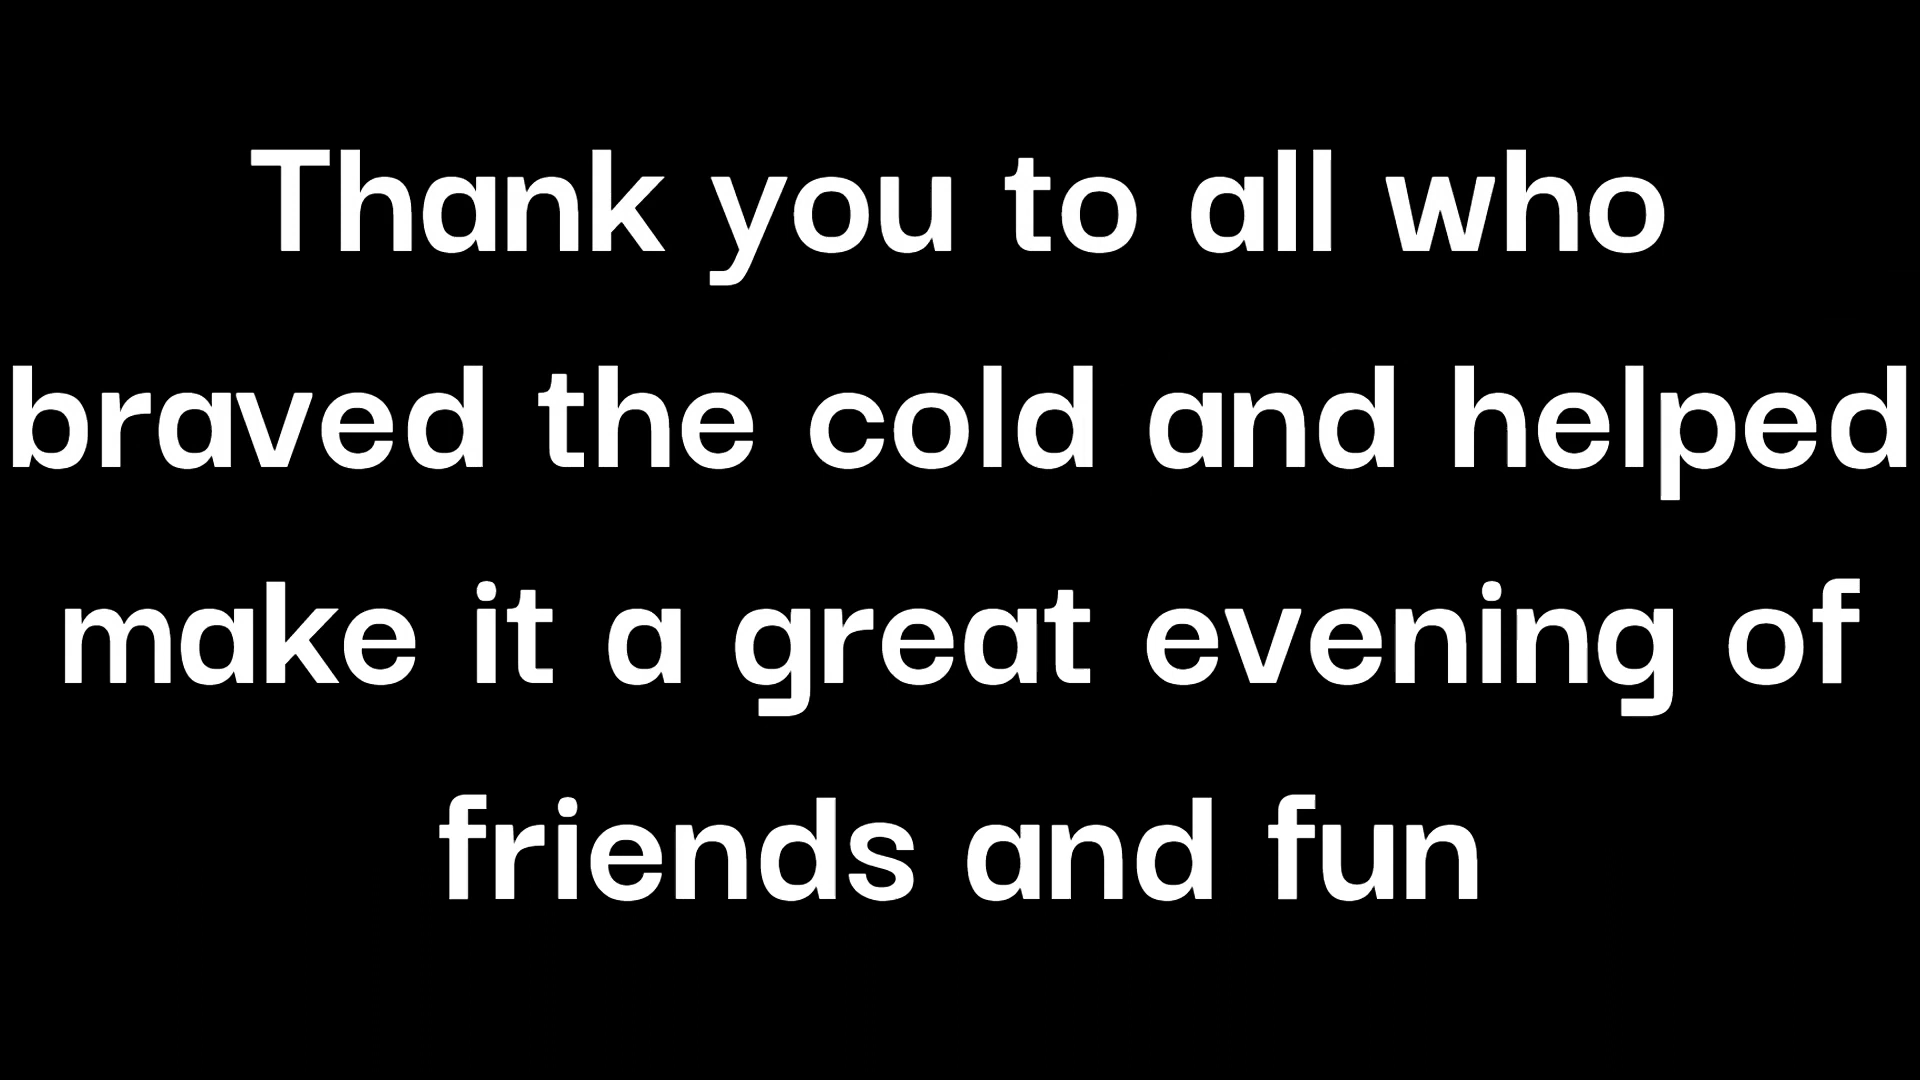 Thank you to all who
braved the cold and helped
make it a great evening of
friends and fun